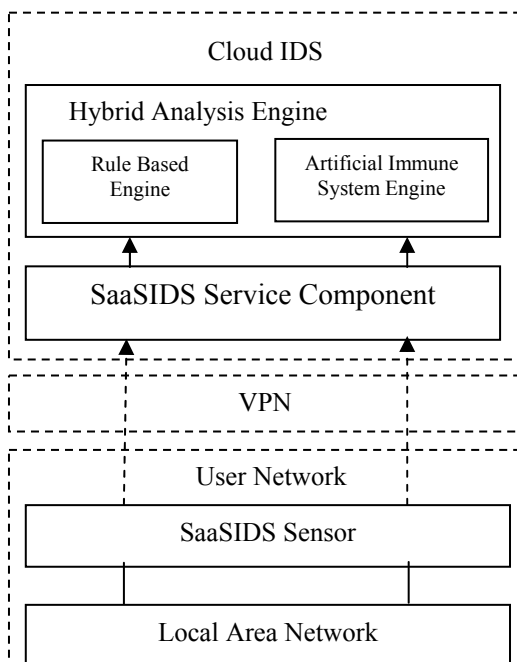 Cloud IDS
Hybrid Analysis Engine
Rule Based
Engine
Artificial Immune
System Engine
SaaSIDS Service Component
VPN
User Network
SaaSIDS Sensor
Local Area Network